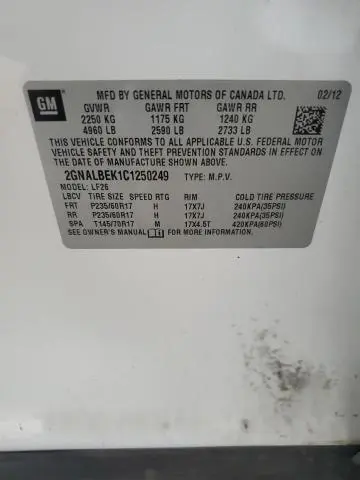 GM
MFD BY GENERAL MOTORS OF CANADA LTD. 02/12
GVWR GAWR FRT GAWR RR
2250 KG 1175 KG 1240 KG
4960 LB 2590 LB 2733 LB
THIS VEHICLE CONFORMS TO ALL APPLICABLE U.S. FEDERAL MOTOR
VEHICLE SAFETY AND THEFT PREVENTION STANDARDS IN EFFECT ON
THE DATE OF MANUFACTURE SHOWN ABOVE.
2GNALBEK1C1250249 TYPE: M.P.V.
MODEL: LF26
LBCV TIRE SIZE SPEED RTG RIM COLD TIRE PRESSURE
FRT P235/60R17 H 17X7J 240KPA(35PSI)
RR P235/60R17 H 17X7J 240KPA(35PSI)
SPA T145/70R17 M 17X4.5T 420KPA(60PSI)
SEE OWNER'S MANUAL FOR MORE INFORMATION.